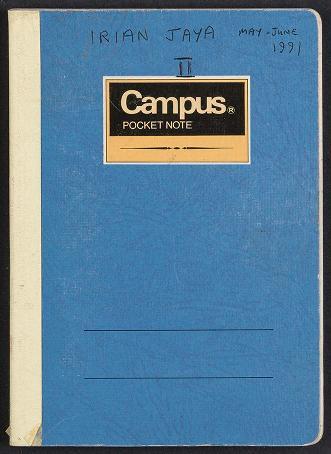 IRIAN JAYA MAY-JUNE
1991
II
Campus®
POCKET NOTE